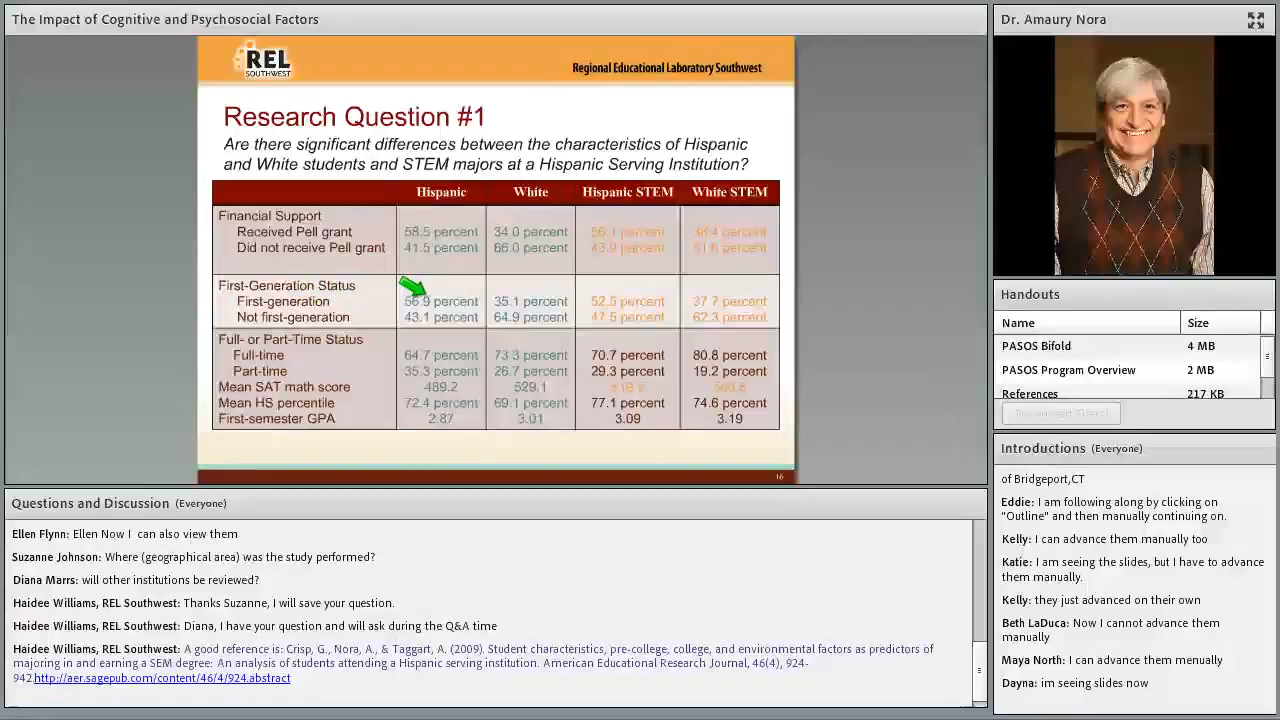 The Impact of Cognitive and Psychosocial Factors
REL
SOUTHWEST
Regional Educational Laboratory Southwest
Research Question #1
Are there significant differences between the characteristics of Hispanic
and White students and STEM majors at a Hispanic Serving Institution?
Hispanic White Hispanic STEM White STEM
Financial Support
Received Pell grant 58.5 percent 34.0 percent 56.1 percent 38.4 percent
Did not receive Pell grant 41.5 percent 66.0 percent 43.9 percent 61.6 percent
First-Generation Status
First-generation 56.9 percent 35.1 percent 52.5 percent 37.7 percent
Not first-generation 43.1 percent 64.9 percent 47.5 percent 62.3 percent
Full- or Part-Time Status
Full-time 64.7 percent 73.3 percent 70.7 percent 80.8 percent
Part-time 35.3 percent 26.7 percent 29.3 percent 19.2 percent
Mean SAT math score 489.2 529.1
Mean HS percentile 72.4 percent 69.1 percent 77.1 percent 74.6 percent
First-semester GPA 2.87 3.01 3.09 3.19
16
Questions and Discussion (Everyone)
Ellen Flynn: Ellen Now I can also view them
Suzanne Johnson: Where (geographical area) was the study performed?
Diana Marrs: will other institutions be reviewed?
Haidee Williams, REL Southwest: Thanks Suzanne, I will save your question.
Haidee Williams, REL Southwest: Diana, I have your question and will ask during the Q&A time
Haidee Williams, REL Southwest: A good reference is: Crisp, G., Nora, A., & Taggart, A. (2009). Student characteristics, pre-college, college, and environmental factors as predictors of
majoring in and earning a SEM degree: An analysis of students attending a Hispanic serving institution. American Educational Research Journal, 46(4), 924-
942.http://aer.sagepub.com/content/46/4/924.abstract
Dr. Amaury Nora
Handouts
Name Size
PASOS Bifold 4 MB
PASOS Program Overview 2 MB
References 217 KB
Introductions (Everyone)
of Bridgeport,CT
Eddie: I am following along by clicking on
"Outline" and then manually continuing on.
Kelly: I can advance them manually too
Katie: I am seeing the slides, but I have to advance
them manually.
Kelly: they just advanced on their own
Beth LaDuca: Now I cannot advance them
manually
Maya North: I can advance them menually
Dayna: im seeing slides now